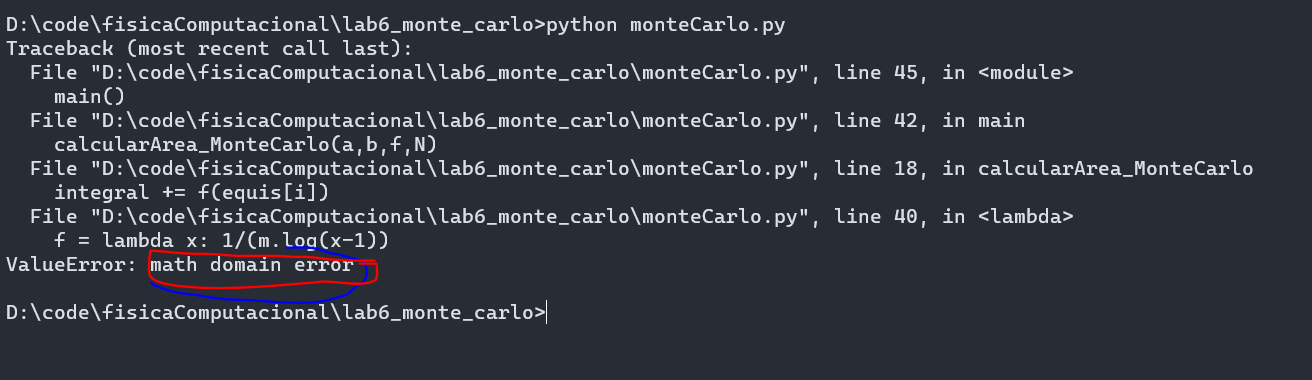 D:\code\fisicaComputacional\lab6_monte_carlo>python monteCarlo.py
Traceback (most recent call last):
  File "D:\code\fisicaComputacional\lab6_monte_carlo\monteCarlo.py", line 45, in <module>
    main()
  File "D:\code\fisicaComputacional\lab6_monte_carlo\monteCarlo.py", line 42, in main
    calcularArea_MonteCarlo(a,b,f,N)
  File "D:\code\fisicaComputacional\lab6_monte_carlo\monteCarlo.py", line 18, in calcularArea_MonteCarlo
    integral += f(equis[i])
  File "D:\code\fisicaComputacional\lab6_monte_carlo\monteCarlo.py", line 40, in <lambda>
    f = lambda x: 1/(m.log(x-1))
ValueError: math domain error
D:\code\fisicaComputacional\lab6_monte_carlo>